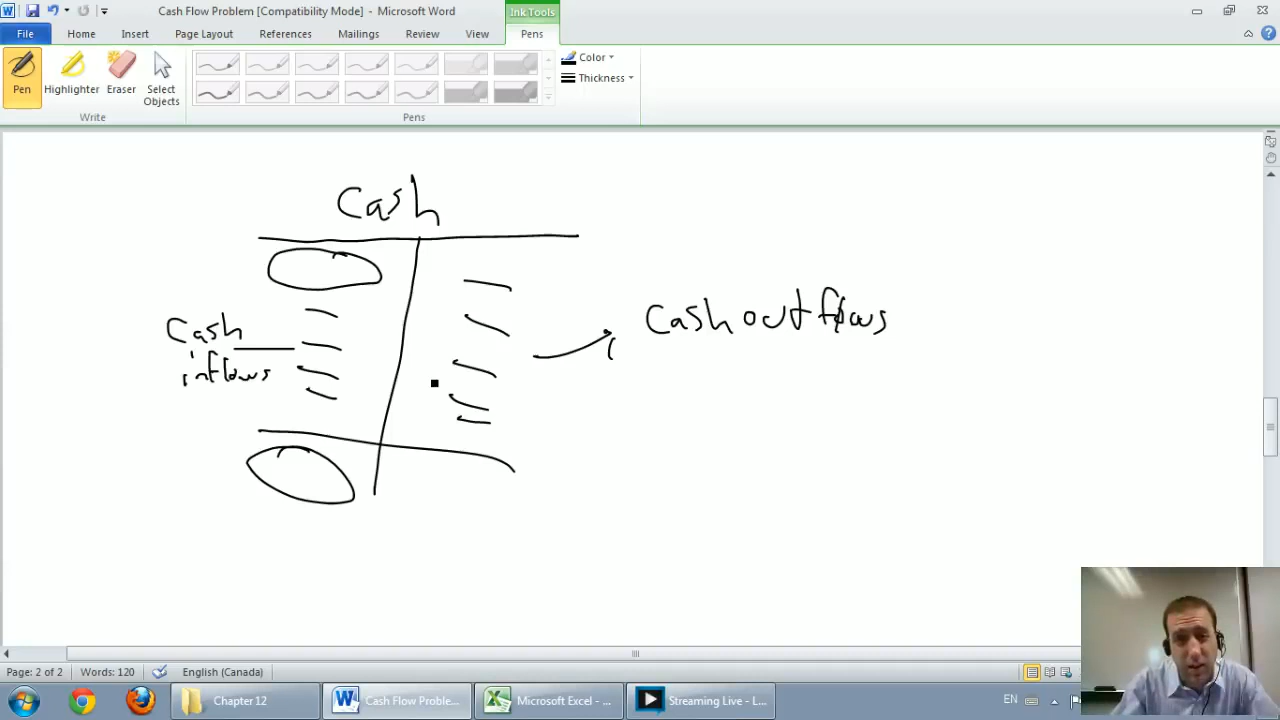 Cash Flow Problem [Compatibility Mode] - Microsoft Word
Ink Tools
File Home Insert Page Layout References Mailings Review View Pens
Pen Highlighter Eraser Select Objects
Color
Thickness
Write Pens
Cash
Cash
inflows
Cash outflows
Page: 2 of 2 Words: 120 English (Canada)
Chapter 12 Cash Flow Proble... Microsoft Excel - ... Streaming Live - L... EN